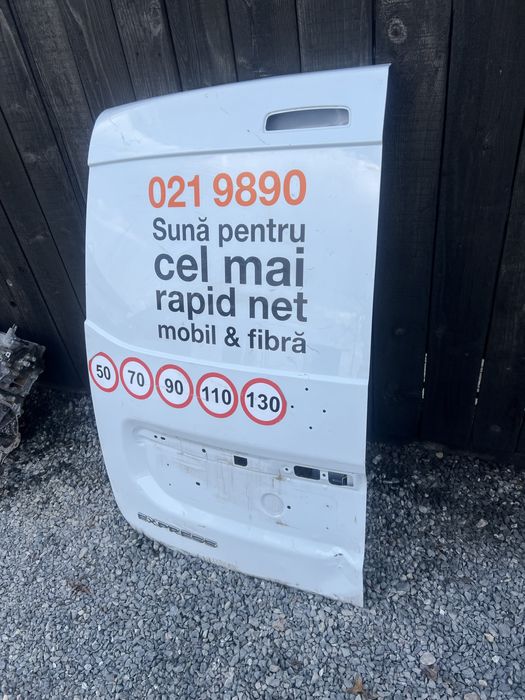 021 9890
Sună pentru
cel mai
rapid net
mobil & fibră
50 70 90 110 130
EXPRESS